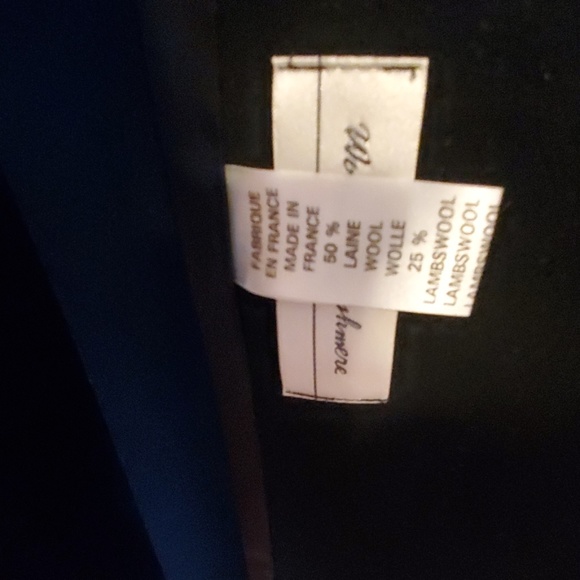 FABRIQUE
EN FRANCE
MADE IN
FRANCE
50 %
LAINE
WOOL
WOLLE
25 %
LAMBSWOOL
LAMBSWOOL
LAMBSWOOL